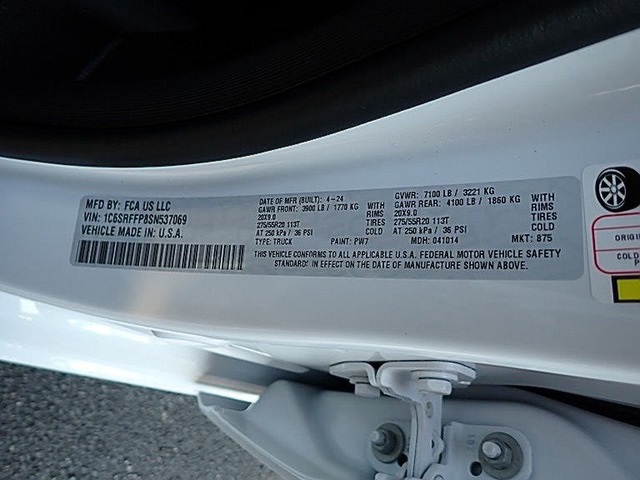 MFD BY: FCA US LLC
VIN: 1C6SRFFP8SN537069
VEHICLE MADE IN: U.S.A.
DATE OF MFR (BUILT): 4-24
GAWR FRONT: 3900 LB / 1770 KG WITH
20X9.0 RIMS
275/55R20 113T TIRES
AT 250 kPa / 36 PSI COLD
TYPE: TRUCK PAINT: PW7
GVWR: 7100 LB / 3221 KG
GAWR REAR: 4100 LB / 1860 KG WITH
20X9.0 RIMS
275/55R20 113T TIRES
AT 250 kPa / 36 PSI COLD
MDH: 041014 MKT: 875
THIS VEHICLE CONFORMS TO ALL APPLICABLE U.S.A. FEDERAL MOTOR VEHICLE SAFETY
STANDARDS IN EFFECT ON THE DATE OF MANUFACTURE SHOWN ABOVE.
ORIGI
COLD
P